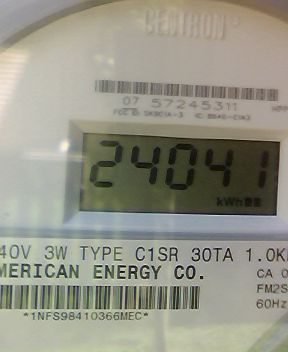 CENTRON®
07 57245311
24041
kWh
40V 3W TYPE C1SR 30TA 1.0K
MERICAN ENERGY CO.
CA 0
FM2S
60Hz
*1NFS98410366MEC*